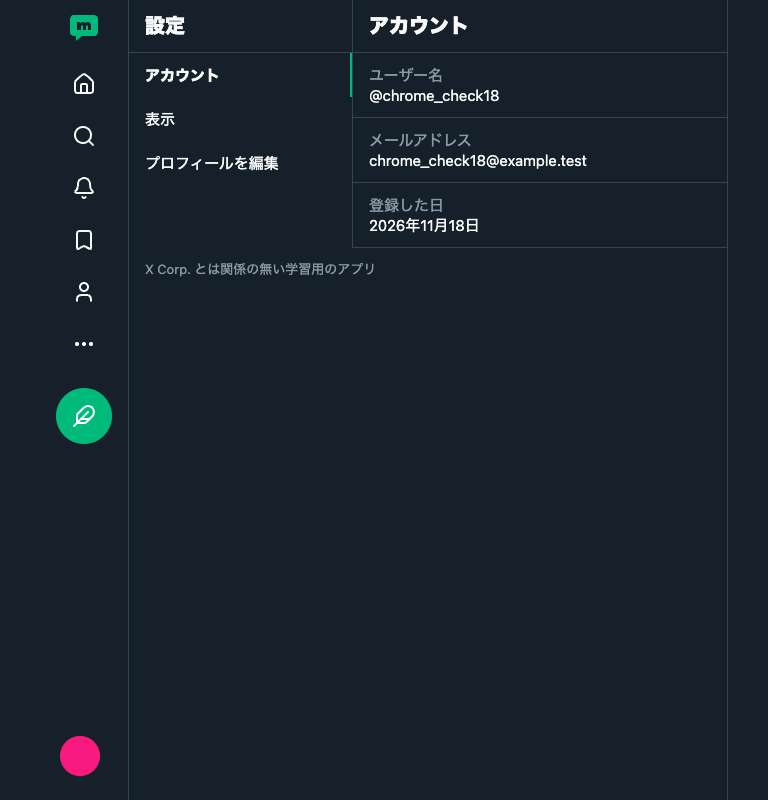 m
設定
アカウント
表示
プロフィールを編集
アカウント
ユーザー名
@chrome_check18
メールアドレス
chrome_check18@example.test
登録した日
2026年11月18日
X Corp. とは関係の無い学習用のアプリ